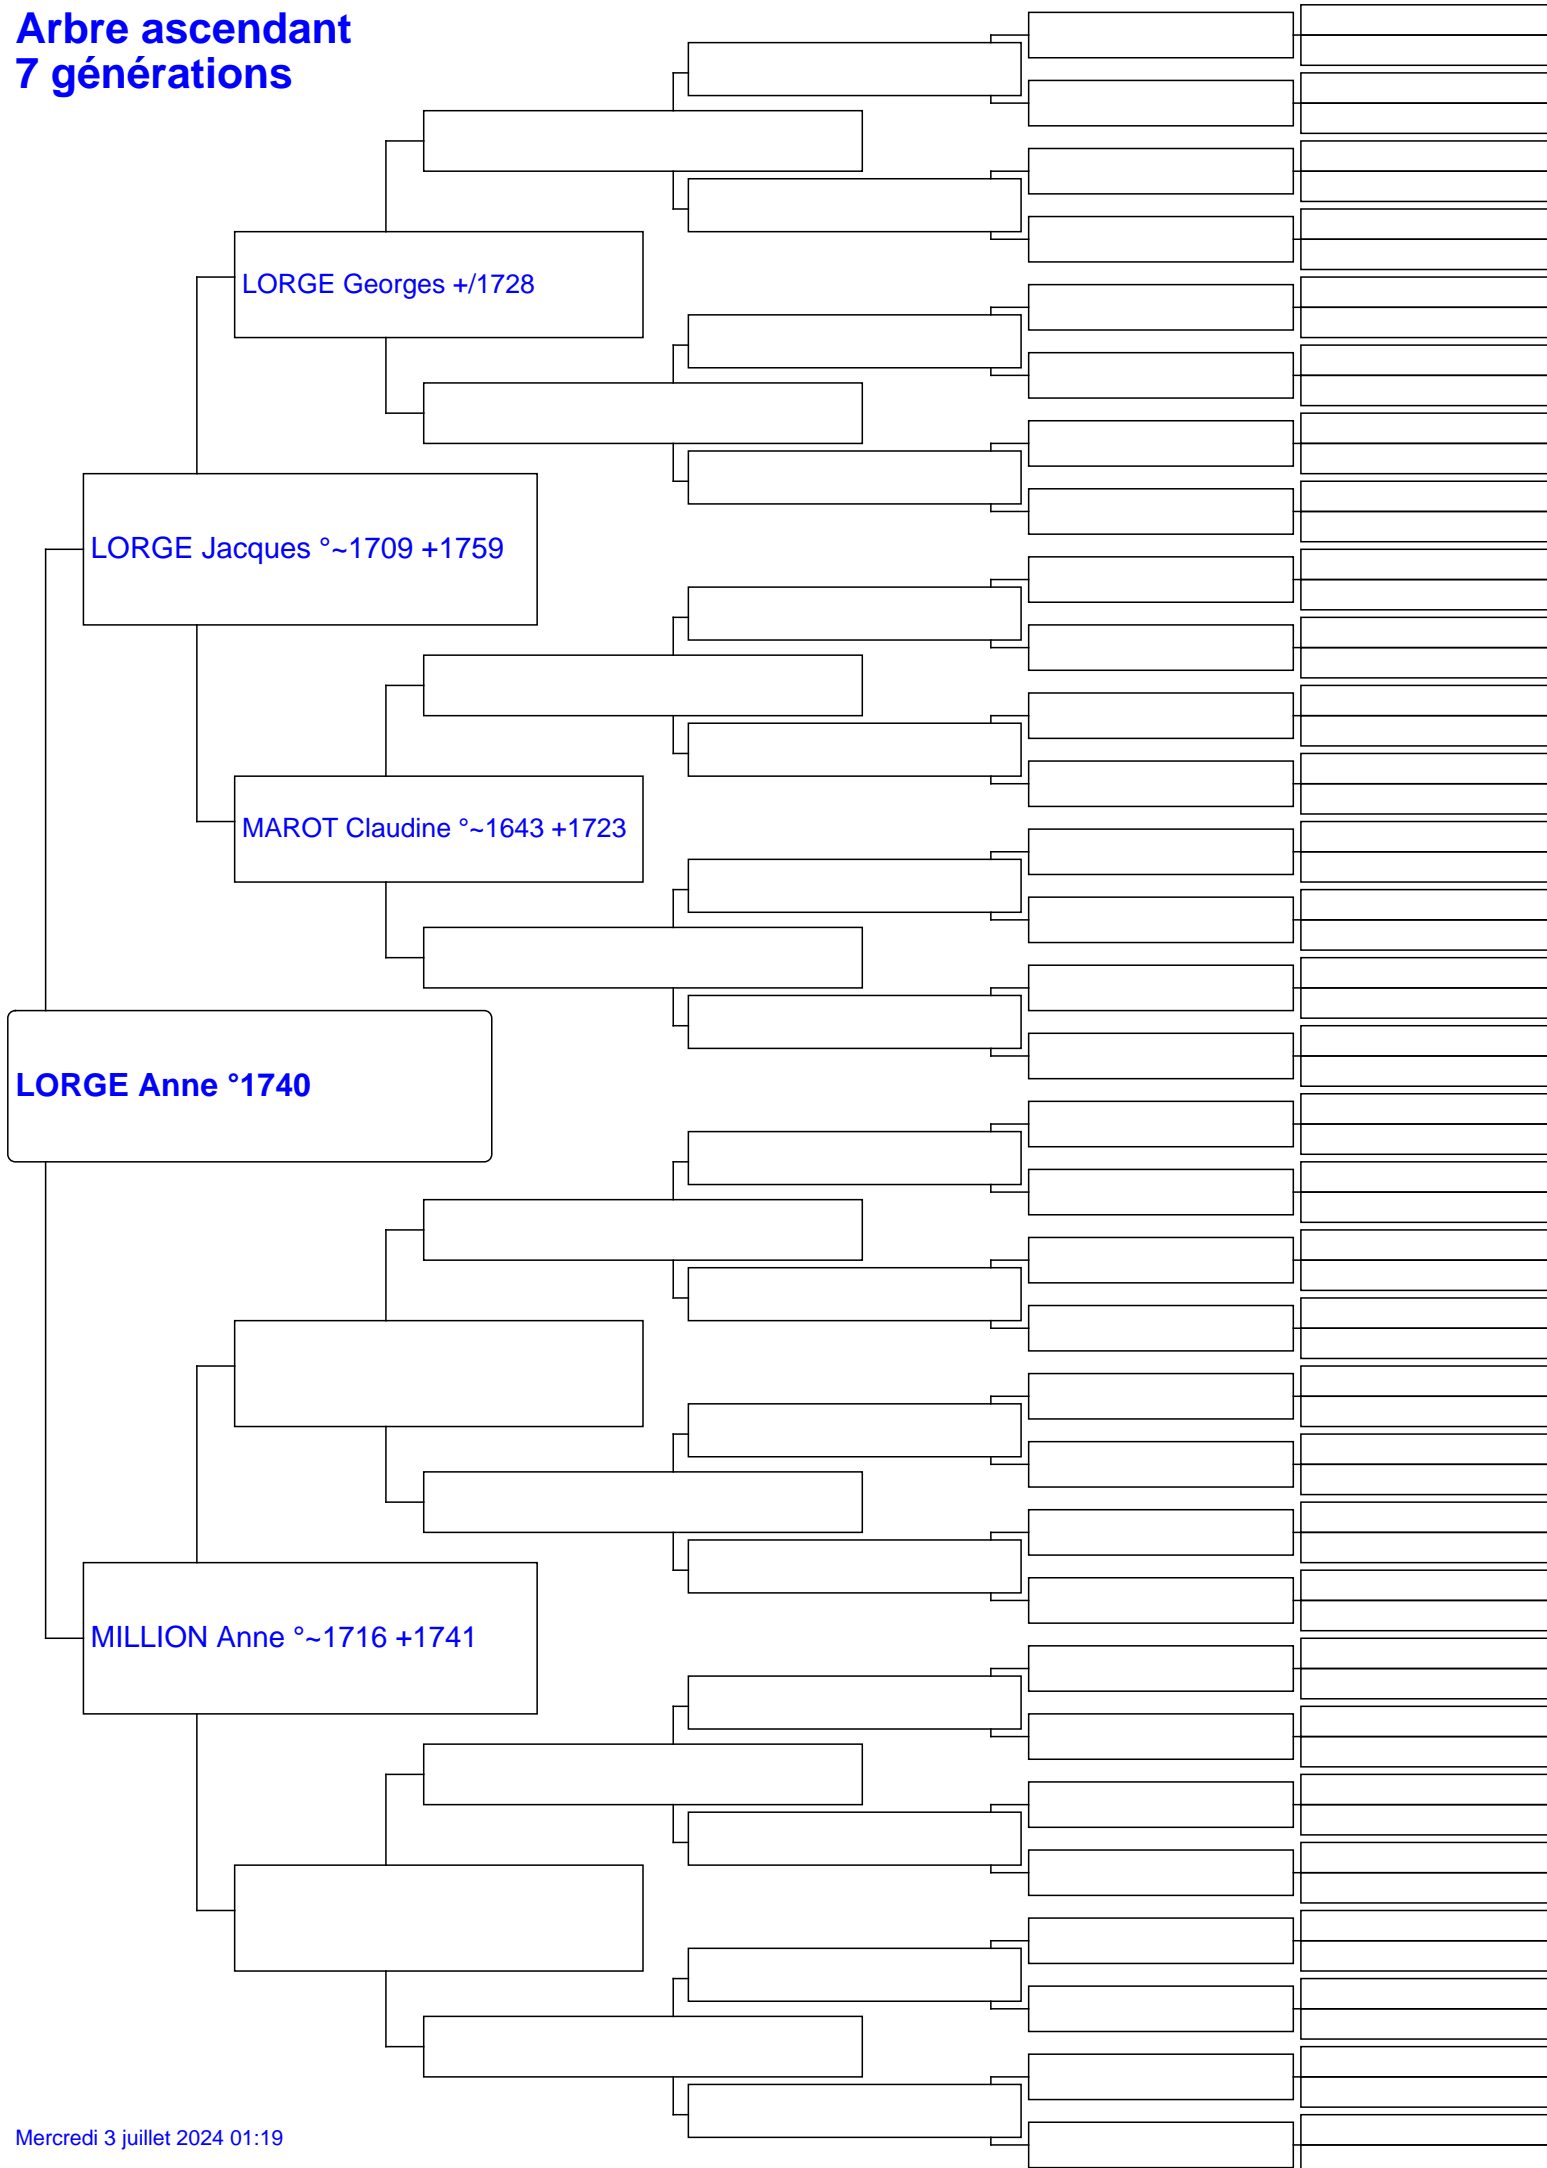 Arbre ascendant
7 générations
LORGE Georges +/1728
LORGE Jacques °~1709 +1759
MAROT Claudine °~1643 +1723
LORGE Anne °1740
MILLION Anne °~1716 +1741
Mercredi 3 juillet 2024 01:19